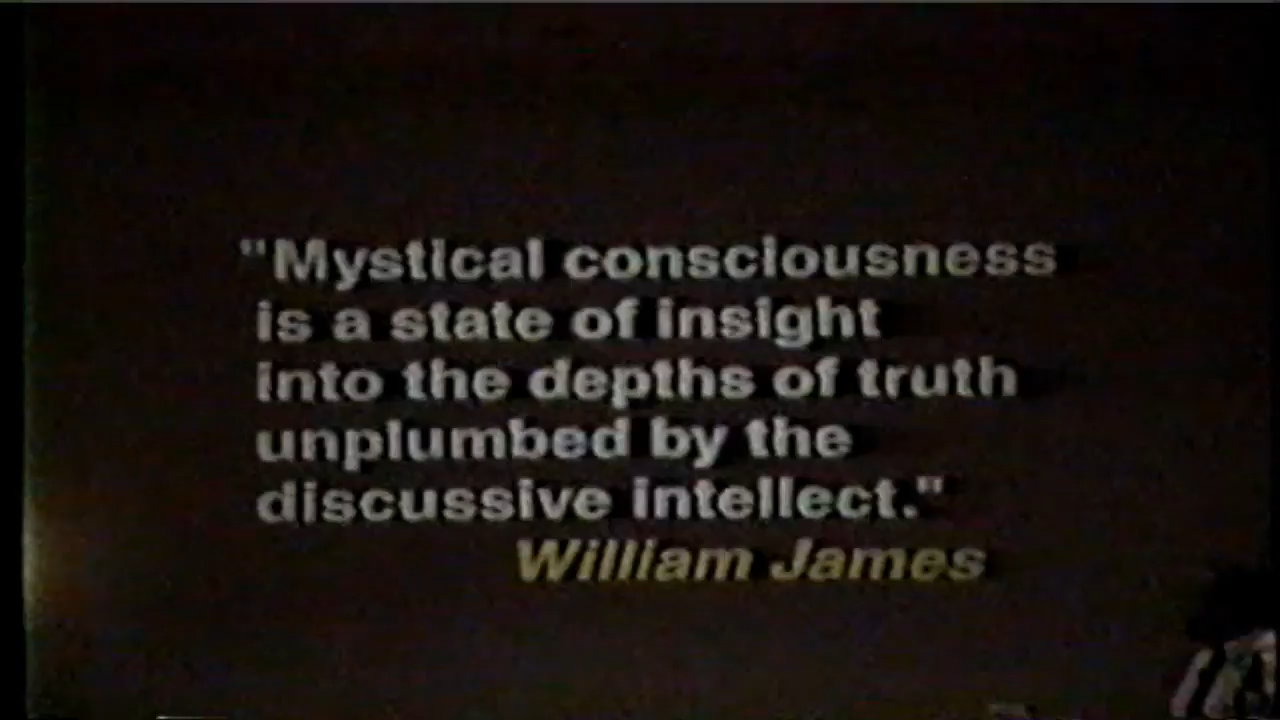 "Mystical consciousness
is a state of insight
into the depths of truth
unplumbed by the
discussive intellect."
William James